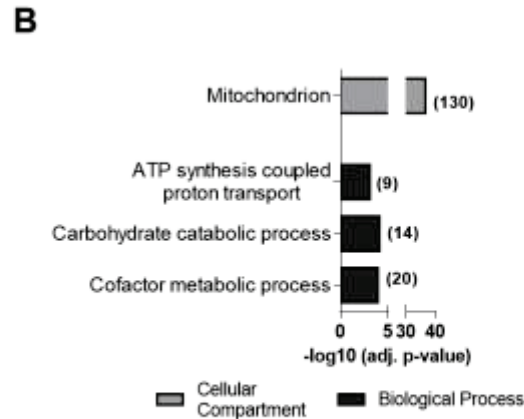 B
Mitochondrion (130)
ATP synthesis coupled
proton transport (9)
Carbohydrate catabolic process (14)
Cofactor metabolic process (20)
0 5 30 40
-log10 (adj. p-value)
Cellular
Compartment
Biological Process